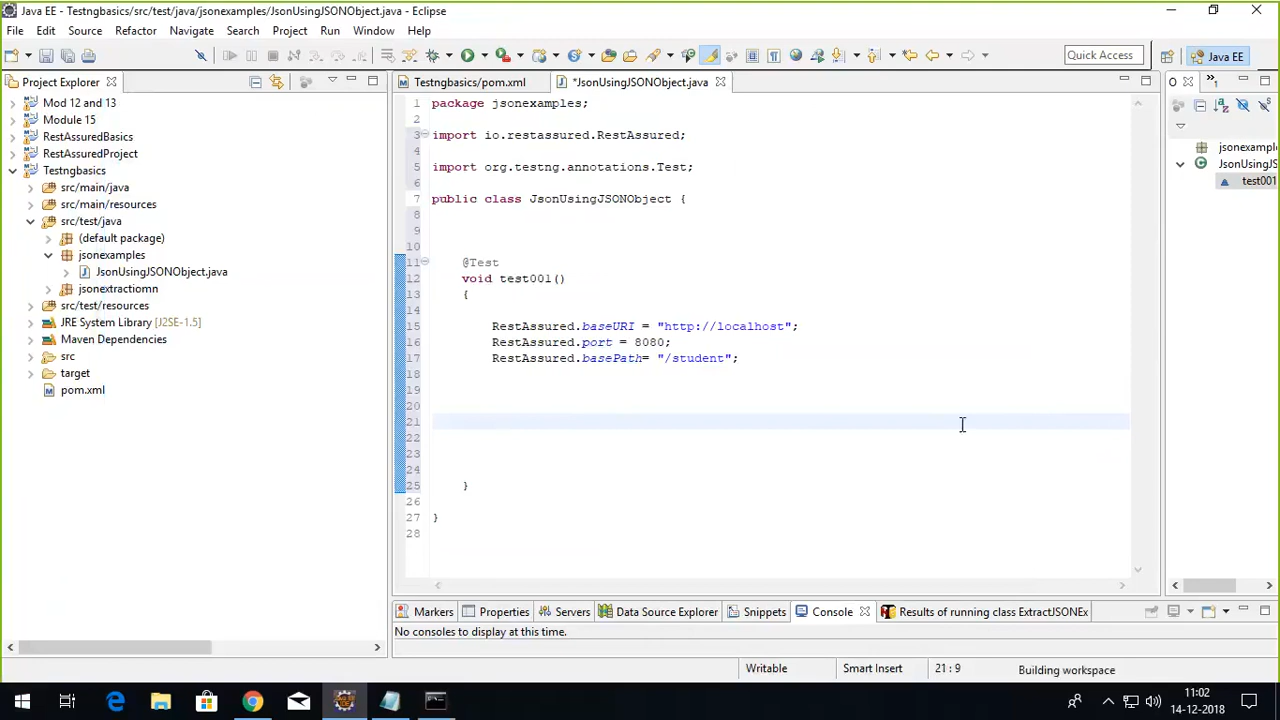 Java EE - Testngbasics/src/test/java/jsonexamples/JsonUsingJSONObject.java - Eclipse
File Edit Source Refactor Navigate Search Project Run Window Help
Quick Access
Java EE
Project Explorer
Mod 12 and 13
Module 15
RestAssuredBasics
RestAssuredProject
Testngbasics
src/main/java
src/main/resources
src/test/java
(default package)
jsonexamples
JsonUsingJSONObject.java
jsonextractiomn
src/test/resources
JRE System Library [J2SE-1.5]
Maven Dependencies
src
target
pom.xml
Testngbasics/pom.xml
*JsonUsingJSONObject.java
1 package jsonexamples;
2
3 import io.restassured.RestAssured;
4
5 import org.testng.annotations.Test;
6
7 public class JsonUsingJSONObject {
8
9
10
11 @Test
12 void test001()
13 {
14
15 RestAssured.baseURI = "http://localhost";
16 RestAssured.port = 8080;
17 RestAssured.basePath= "/student";
18
19
20
21
22
23
24
25 }
26
27 }
28
O
1
jsonexampl
JsonUsingJS
test001
Markers Properties Servers Data Source Explorer Snippets Console Results of running class ExtractJSONEx
No consoles to display at this time.
Writable Smart Insert 21 : 9 Building workspace
11:02
14-12-2018